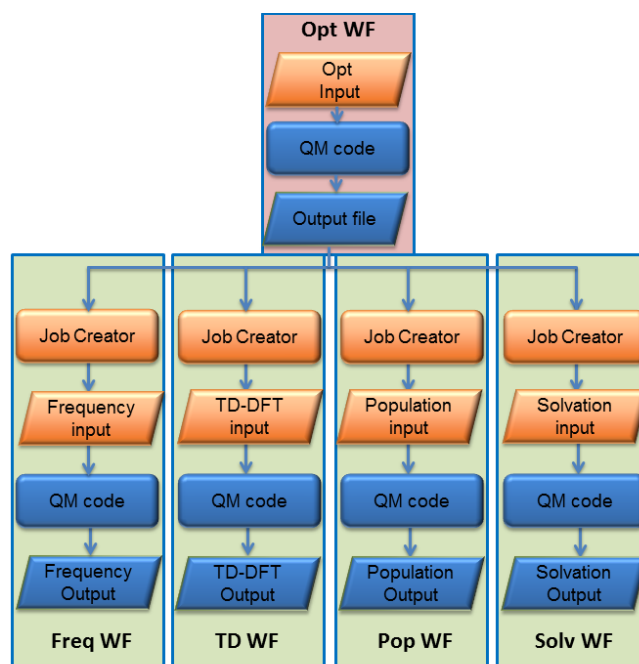 Opt WF
Opt
Input
QM code
Output file
Job Creator
Job Creator
Job Creator
Job Creator
Frequency
input
TD-DFT
input
Population
input
Solvation
input
QM code
QM code
QM code
QM code
Frequency
Output
TD-DFT
Output
Population
Output
Solvation
Output
Freq WF
TD WF
Pop WF
Solv WF